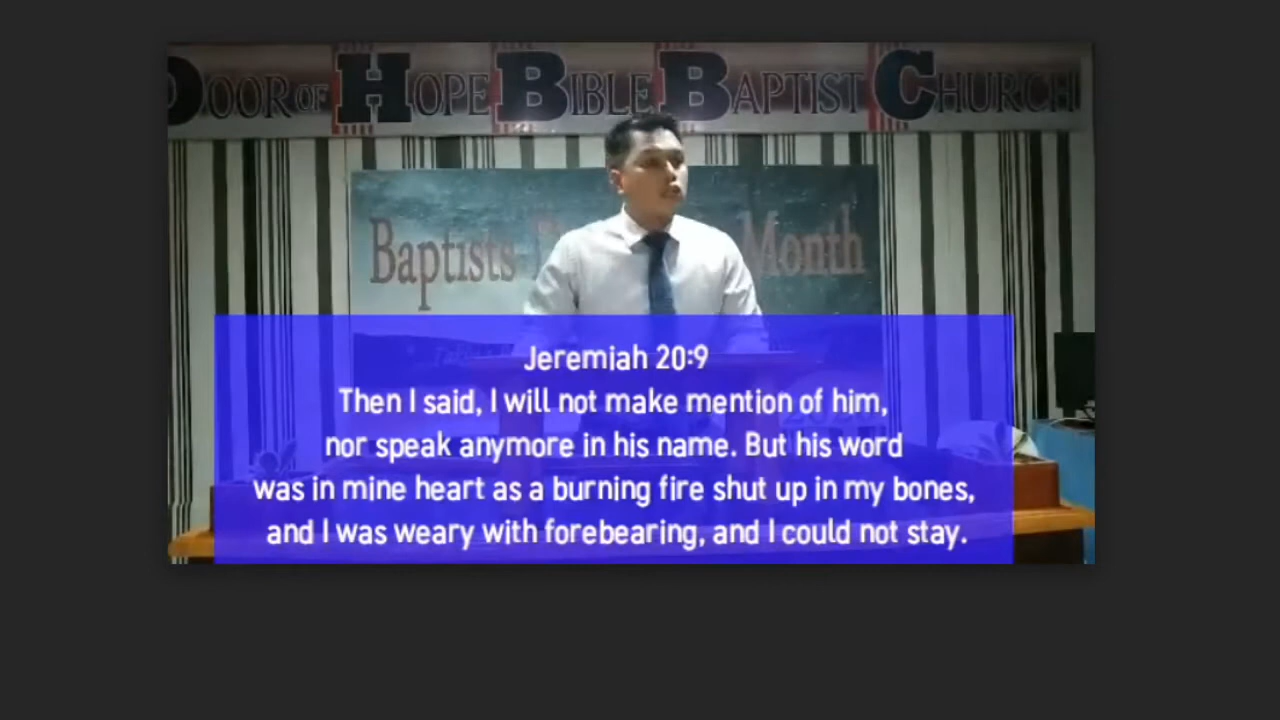 DOOR OF HOPE BIBLE BAPTIST CHURCH
Baptists Month
Jeremiah 20:9
Then I said, I will not make mention of him,
nor speak anymore in his name. But his word
was in mine heart as a burning fire shut up in my bones,
and I was weary with forebearing, and I could not stay.